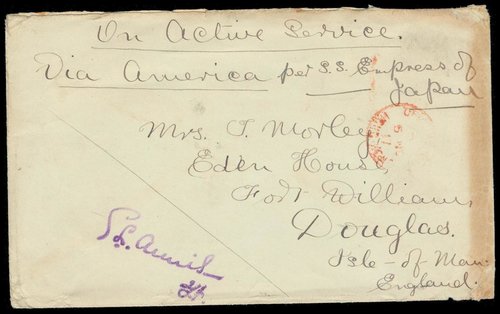 On Active Service.
Via America per S.S. Empress of
Japan
Mrs. T. Morley
Eden House
Fort William
Douglas.
Isle-of-Man
England.